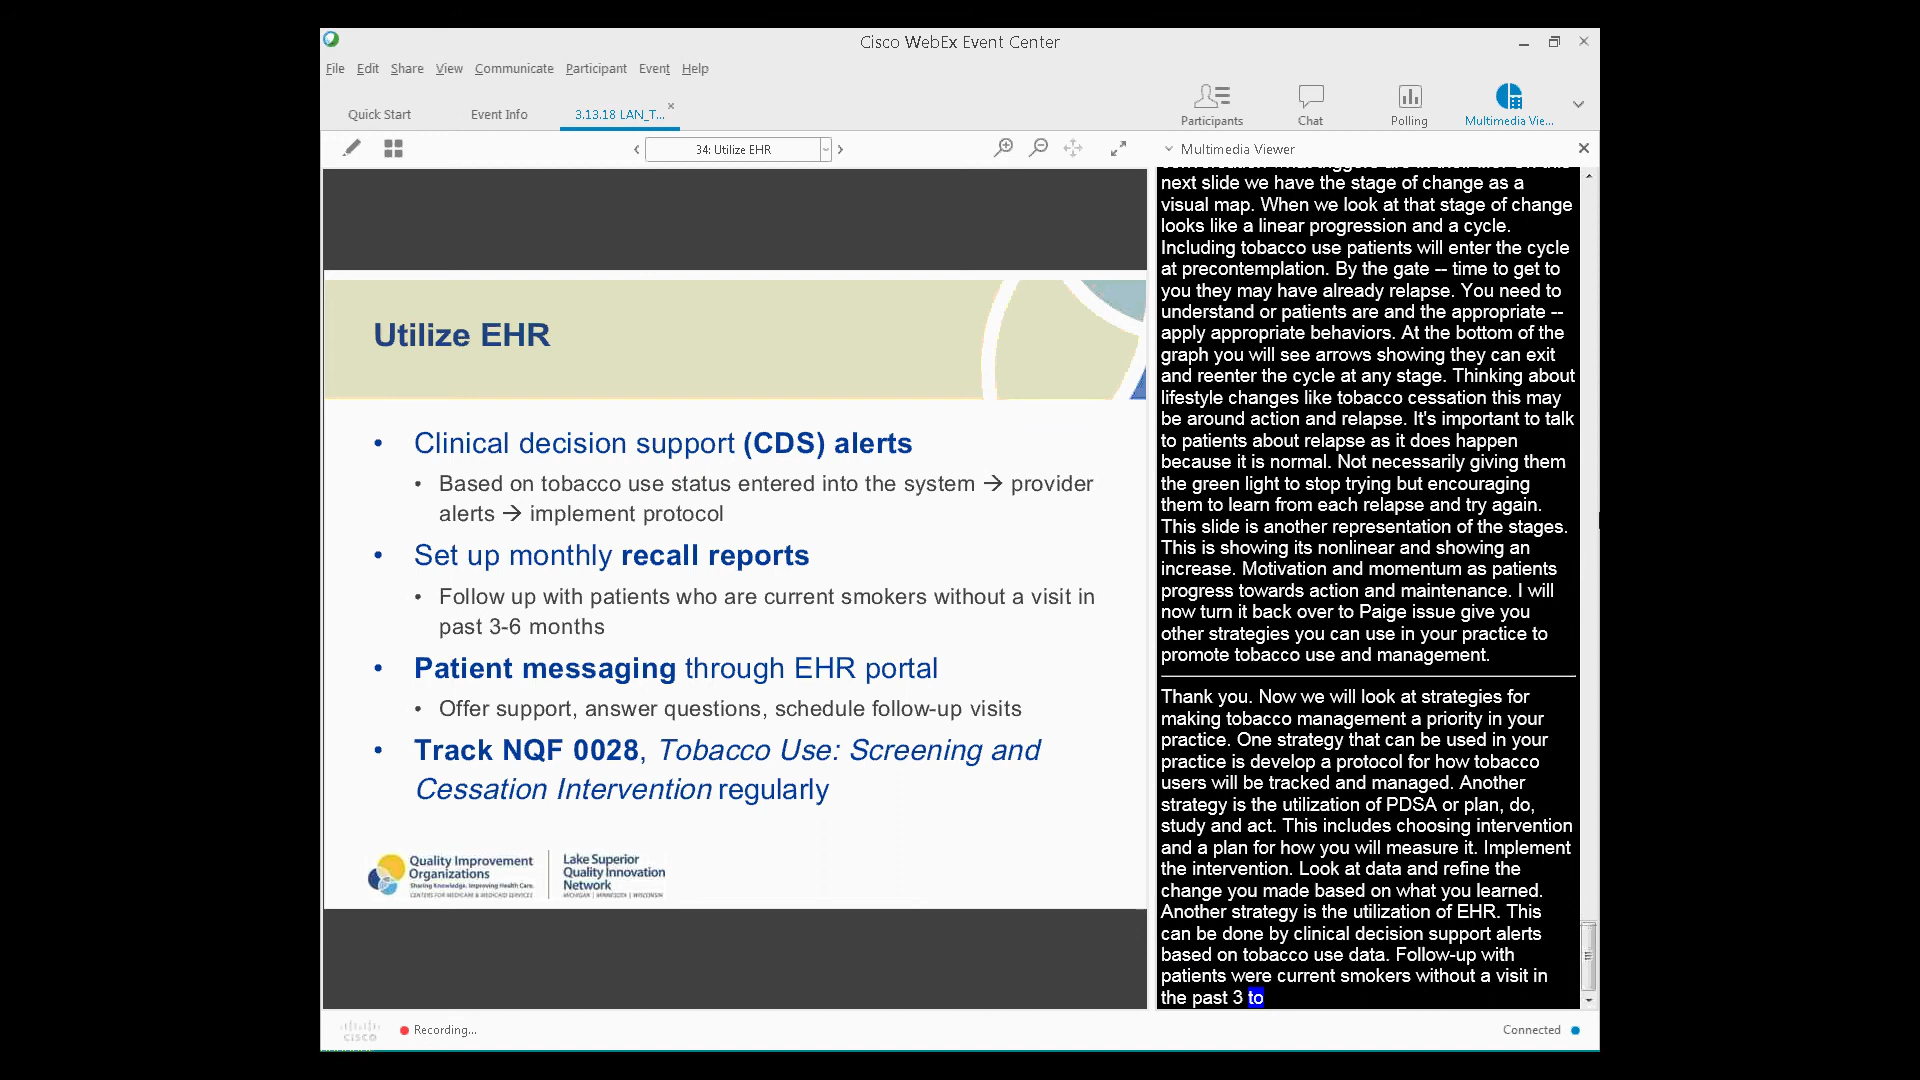 Cisco WebEx Event Center
File Edit Share View Communicate Participant Event Help
Quick Start Event Info 3.13.18 LAN_T...
Participants Chat Polling Multimedia Vie...
34: Utilize EHR
Multimedia Viewer
Utilize EHR
• Clinical decision support (CDS) alerts
• Based on tobacco use status entered into the system → provider
alerts → implement protocol
• Set up monthly recall reports
• Follow up with patients who are current smokers without a visit in
past 3-6 months
• Patient messaging through EHR portal
• Offer support, answer questions, schedule follow-up visits
• Track NQF 0028, Tobacco Use: Screening and
Cessation Intervention regularly
Quality Improvement
Organizations
Sharing Knowledge. Improving Health Care.
CENTERS FOR MEDICARE & MEDICAID SERVICES
Lake Superior
Quality Innovation
Network
MICHIGAN | MINNESOTA | WISCONSIN
next slide we have the stage of change as a
visual map. When we look at that stage of change
looks like a linear progression and a cycle.
Including tobacco use patients will enter the cycle
at precontemplation. By the gate -- time to get to
you they may have already relapse. You need to
understand or patients are and the appropriate --
apply appropriate behaviors. At the bottom of the
graph you will see arrows showing they can exit
and reenter the cycle at any stage. Thinking about
lifestyle changes like tobacco cessation this may
be around action and relapse. It's important to talk
to patients about relapse as it does happen
because it is normal. Not necessarily giving them
the green light to stop trying but encouraging
them to learn from each relapse and try again.
This slide is another representation of the stages.
This is showing its nonlinear and showing an
increase. Motivation and momentum as patients
progress towards action and maintenance. I will
now turn it back over to Paige issue give you
other strategies you can use in your practice to
promote tobacco use and management.
Thank you. Now we will look at strategies for
making tobacco management a priority in your
practice. One strategy that can be used in your
practice is develop a protocol for how tobacco
users will be tracked and managed. Another
strategy is the utilization of PDSA or plan, do,
study and act. This includes choosing intervention
and a plan for how you will measure it. Implement
the intervention. Look at data and refine the
change you made based on what you learned.
Another strategy is the utilization of EHR. This
can be done by clinical decision support alerts
based on tobacco use data. Follow-up with
patients were current smokers without a visit in
the past 3 to
cisco
Recording...
Connected